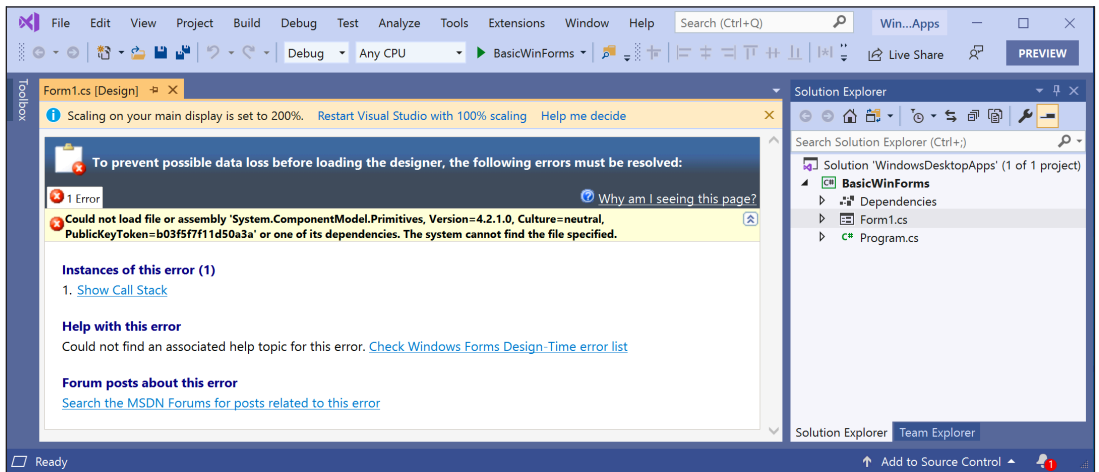 File Edit View Project Build Debug Test Analyze Tools Extensions Window Help Search (Ctrl+Q) Win...Apps
Debug Any CPU BasicWinForms Live Share PREVIEW
Toolbox
Form1.cs [Design]
Scaling on your main display is set to 200%. Restart Visual Studio with 100% scaling Help me decide
To prevent possible data loss before loading the designer, the following errors must be resolved:
1 Error Why am I seeing this page?
Could not load file or assembly 'System.ComponentModel.Primitives, Version=4.2.1.0, Culture=neutral,
PublicKeyToken=b03f5f7f11d50a3a' or one of its dependencies. The system cannot find the file specified.
Instances of this error (1)
1. Show Call Stack
Help with this error
Could not find an associated help topic for this error. Check Windows Forms Design-Time error list
Forum posts about this error
Search the MSDN Forums for posts related to this error
Solution Explorer
Search Solution Explorer (Ctrl+;)
Solution 'WindowsDesktopApps' (1 of 1 project)
C# BasicWinForms
Dependencies
Form1.cs
C# Program.cs
Solution Explorer Team Explorer
Ready Add to Source Control 1